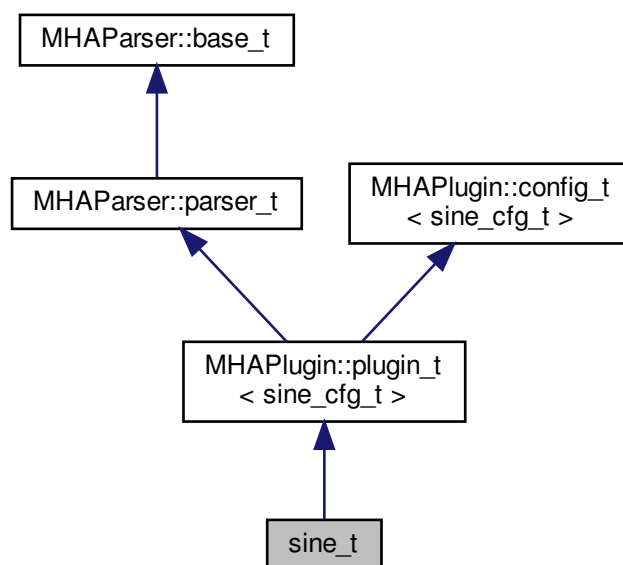 MHAParser::base_t
MHAParser::parser_t
MHAPlugin::config_t
< sine_cfg_t >
MHAPlugin::plugin_t
< sine_cfg_t >
sine_t